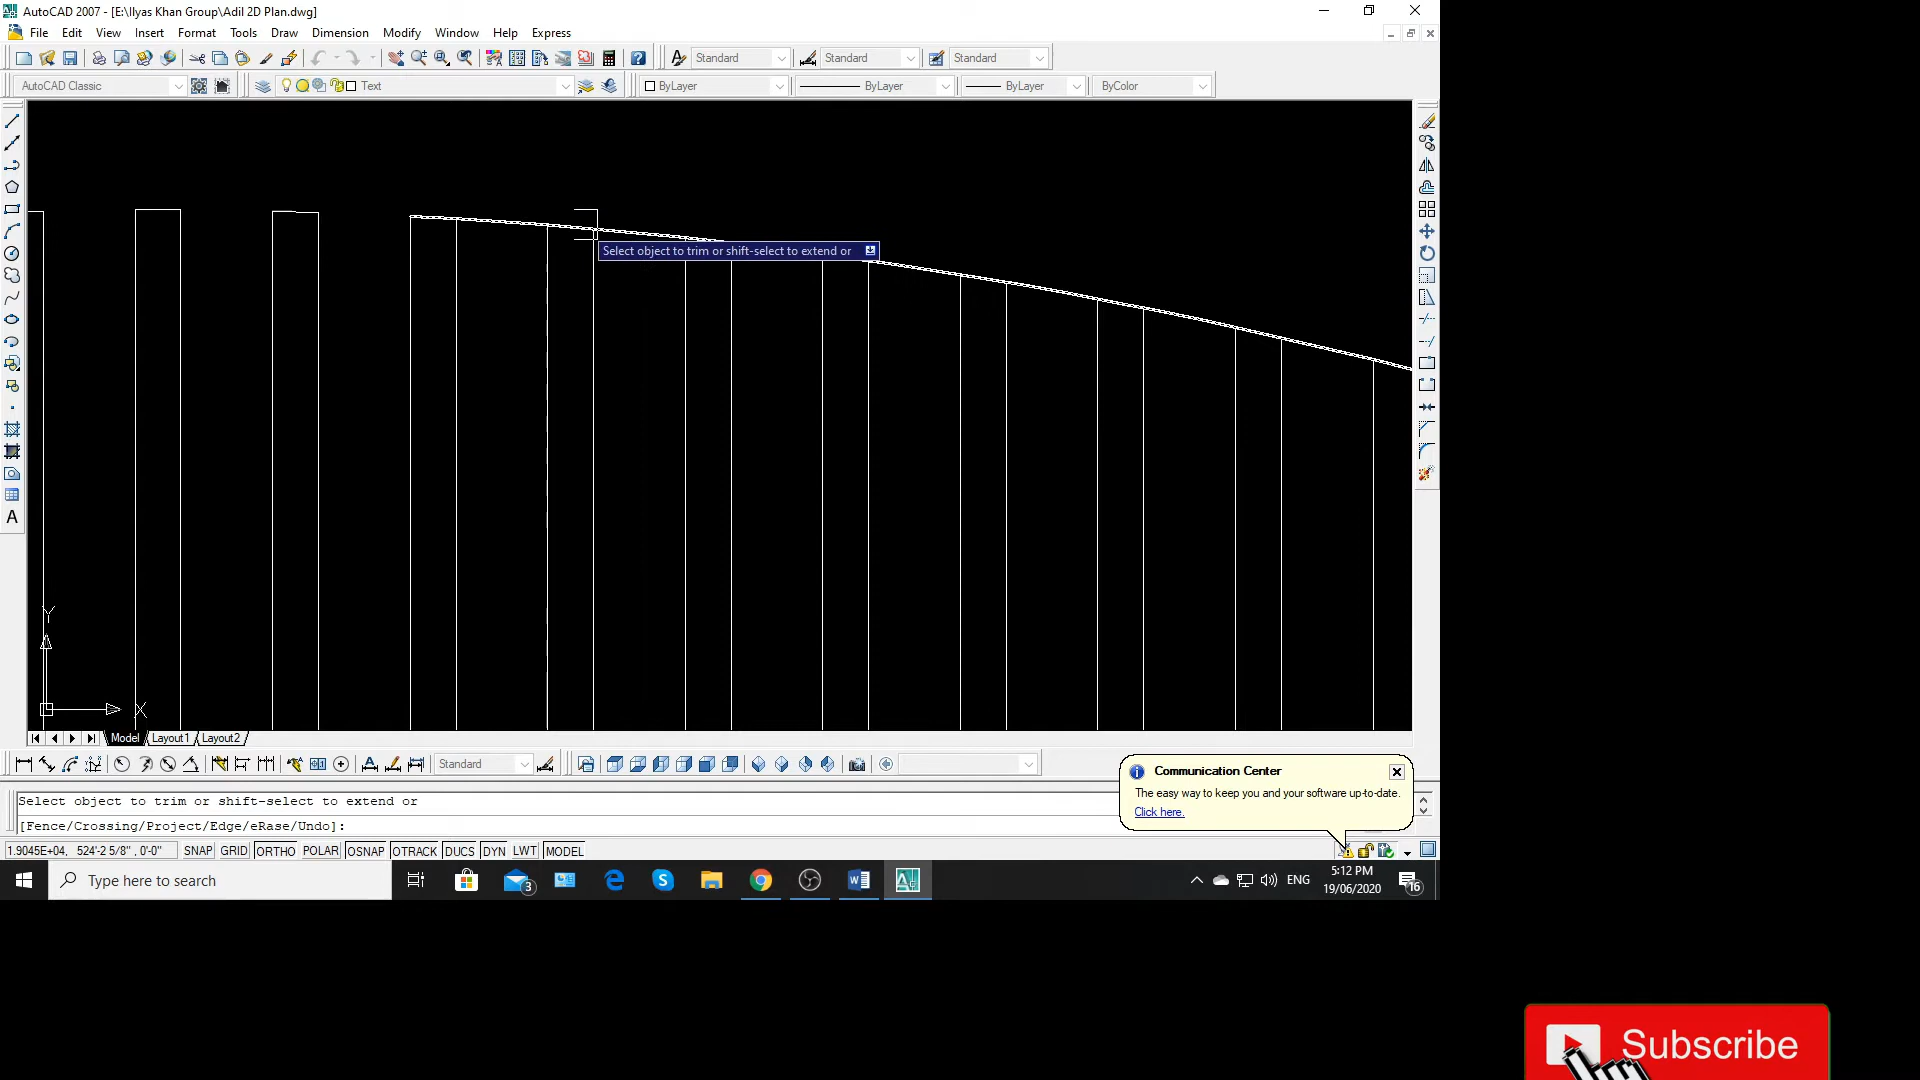 AutoCAD 2007 - [E:\Ilyas Khan Group\Adil 2D Plan.dwg]
File Edit View Insert Format Tools Draw Dimension Modify Window Help Express
Standard Standard Standard
AutoCAD Classic Text ByLayer ByLayer ByLayer ByColor
Select object to trim or shift-select to extend or
A
Y
X
Model Layout1 Layout2
Standard
Communication Center
The easy way to keep you and your software up-to-date.
Click here.
Select object to trim or shift-select to extend or
[Fence/Crossing/Project/Edge/eRase/Undo]:
1.9045E+04, 524'-2 5/8", 0'-0" SNAP GRID ORTHO POLAR OSNAP OTRACK DUCS DYN LWT MODEL
Type here to search
3
ENG
5:12 PM
19/06/2020
16
Subscribe